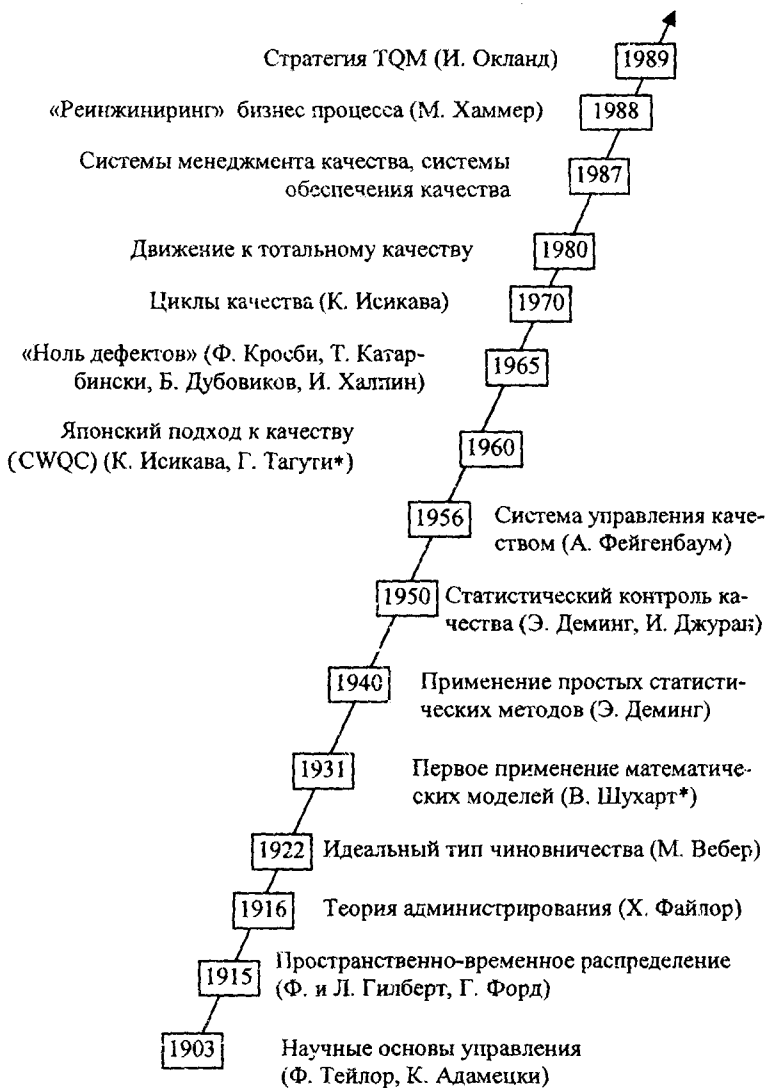 Стратегия TQM (И. Окланд) 1989
«Реинжиниринг» бизнес процесса (М. Хаммер) 1988
Системы менеджмента качества, системы
обеспечения качества 1987
Движение к тотальному качеству 1980
Циклы качества (К. Исикава) 1970
«Ноль дефектов» (Ф. Кросби, Т. Катар-
бински, Б. Дубовиков, И. Халпин) 1965
Японский подход к качеству
(CWQC) (К. Исикава, Г. Тагути*) 1960
1956 Система управления каче-
ством (А. Фейгенбаум)
1950 Статистический контроль ка-
чества (Э. Деминг, И. Джуран)
1940 Применение простых статисти-
ческих методов (Э. Деминг)
1931 Первое применение математиче-
ских моделей (В. Шухарт*)
1922 Идеальный тип чиновничества (М. Вебер)
1916 Теория администрирования (Х. Файлор)
1915 Пространственно-временное распределение
(Ф. и Л. Гилберт, Г. Форд)
1903 Научные основы управления
(Ф. Тейлор, К. Адамецки)